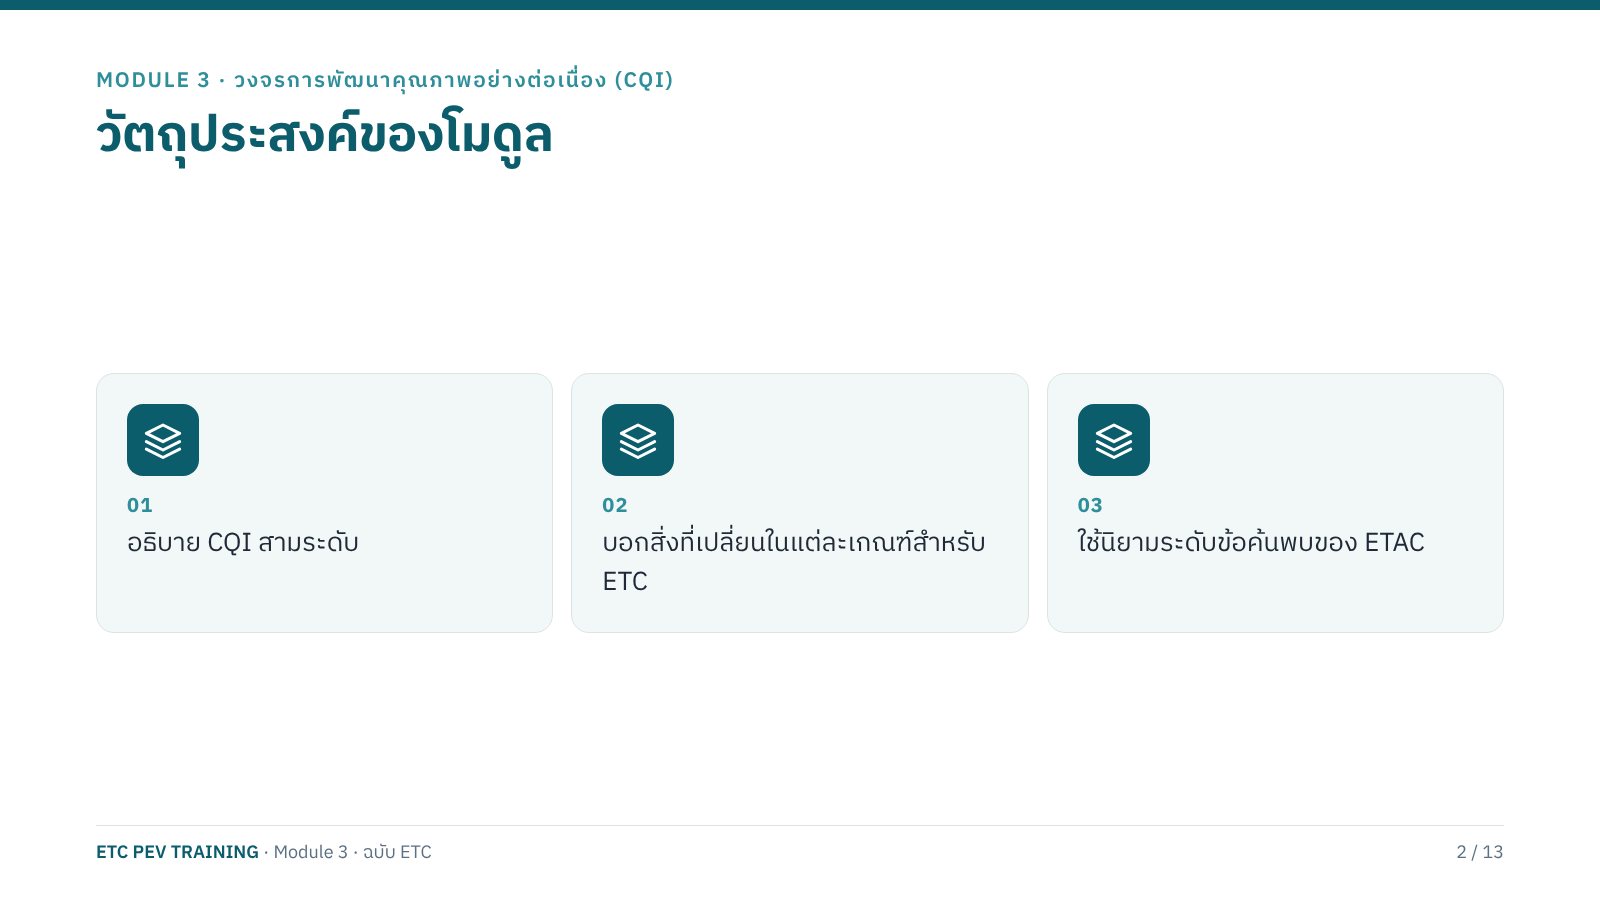 MODULE 3 · วงจรการพัฒนาคุณภาพอย่างต่อเนื่อง (CQI)
วัตถุประสงค์ของโมดูล
01
อธิบาย CQI สามระดับ
02
บอกสิ่งที่เปลี่ยนในแต่ละเกณฑ์สำหรับ
ETC
03
ใช้นิยามระดับข้อค้นพบของ ETAC
ETC PEV TRAINING · Module 3 · ฉบับ ETC
2 / 13